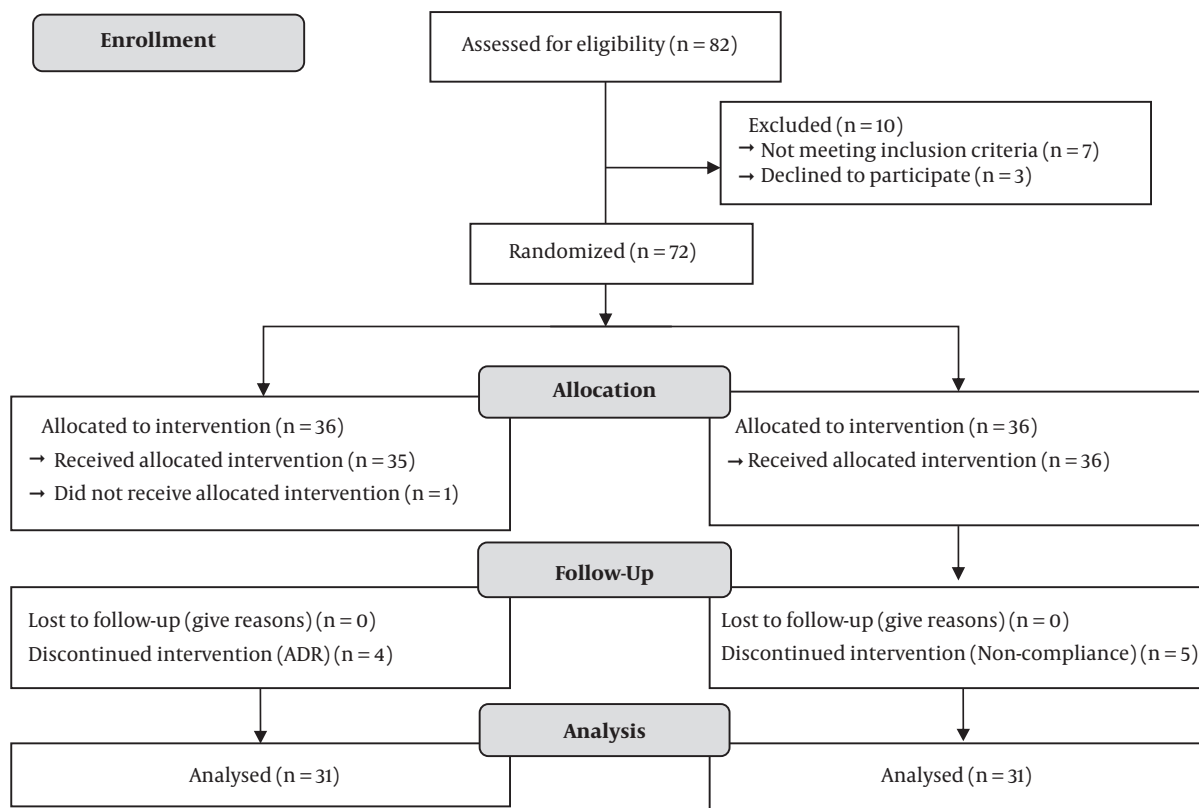 Enrollment
Assessed for eligibility (n = 82)
Excluded (n = 10)
→ Not meeting inclusion criteria (n = 7)
→ Declined to participate (n = 3)
Randomized (n = 72)
Allocation
Allocated to intervention (n = 36)
→ Received allocated intervention (n = 35)
→ Did not receive allocated intervention (n = 1)
Allocated to intervention (n = 36)
→ Received allocated intervention (n = 36)
Follow-Up
Lost to follow-up (give reasons) (n = 0)
Discontinued intervention (ADR) (n = 4)
Lost to follow-up (give reasons) (n = 0)
Discontinued intervention (Non-compliance) (n = 5)
Analysis
Analysed (n = 31)
Analysed (n = 31)